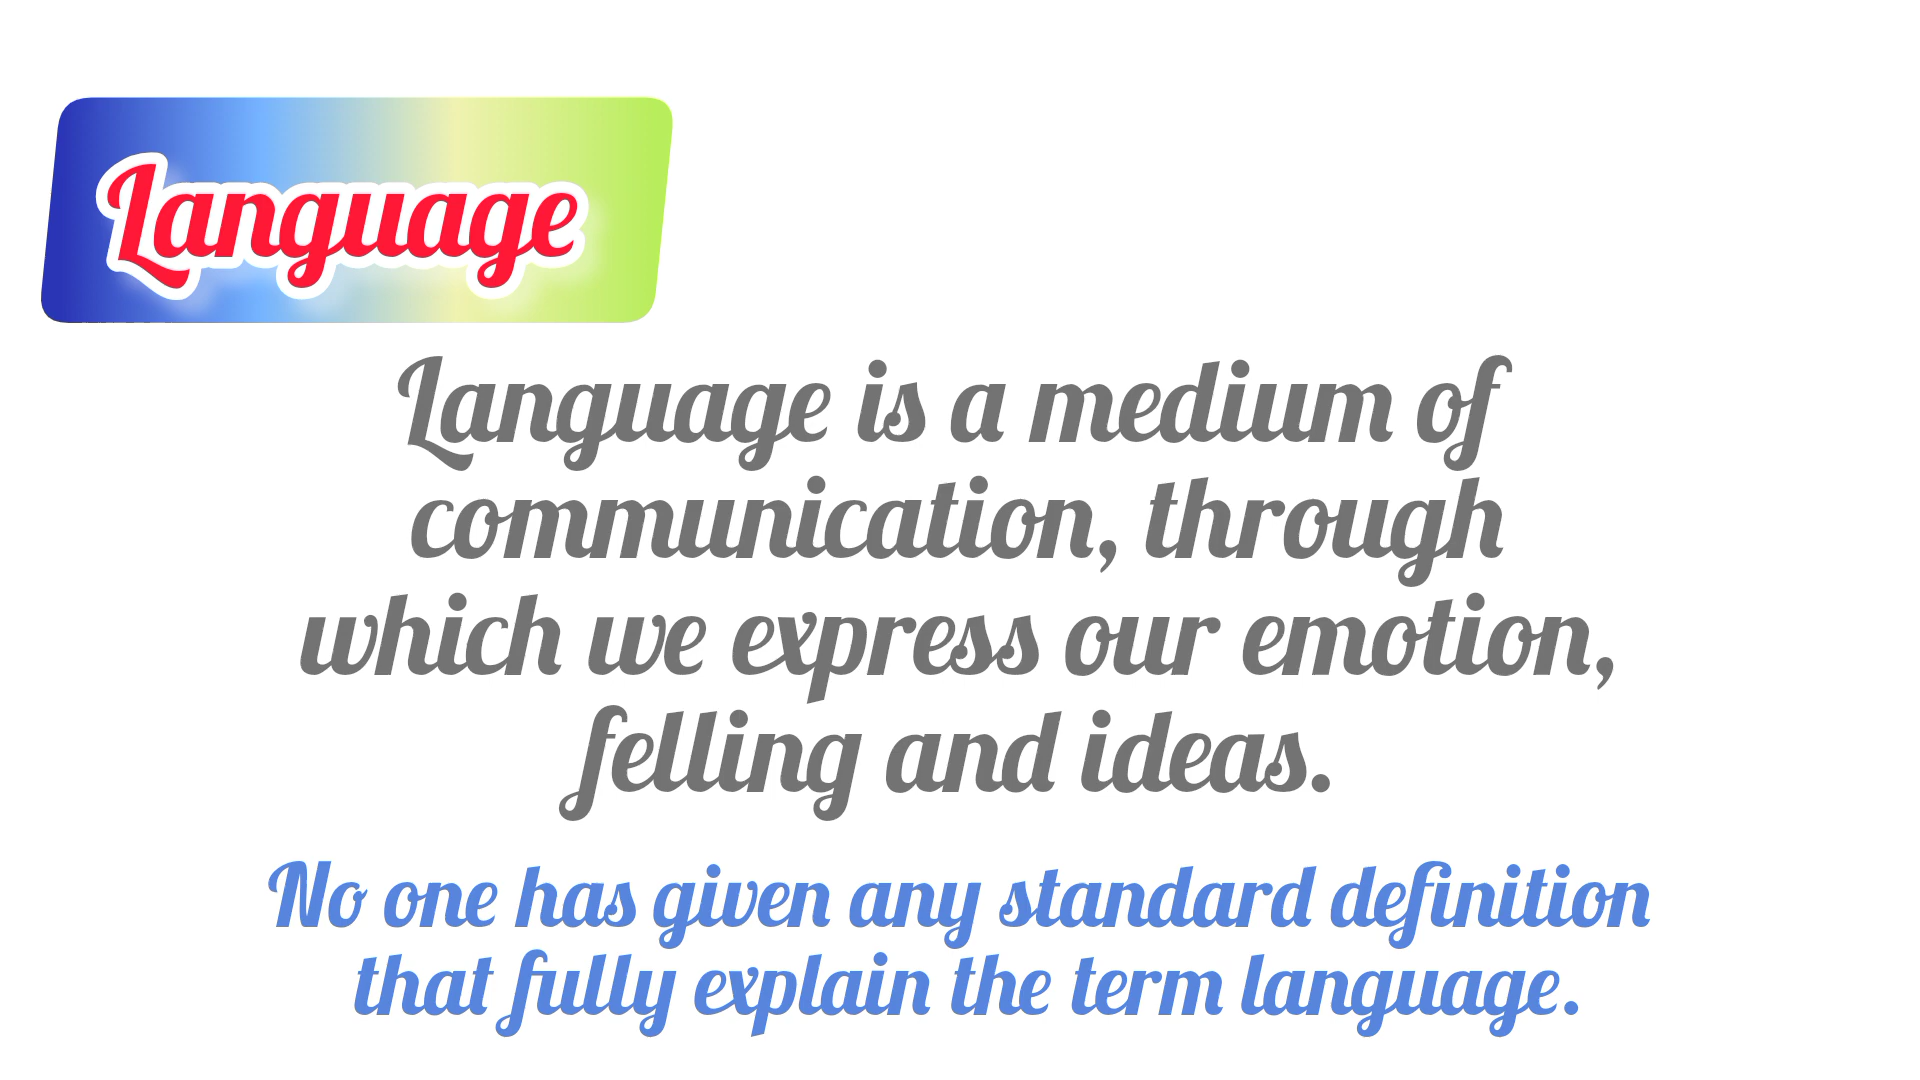 Language
Language is a medium of
communication, through
which we express our emotion,
felling and ideas.
No one has given any standard definition
that fully explain the term language.